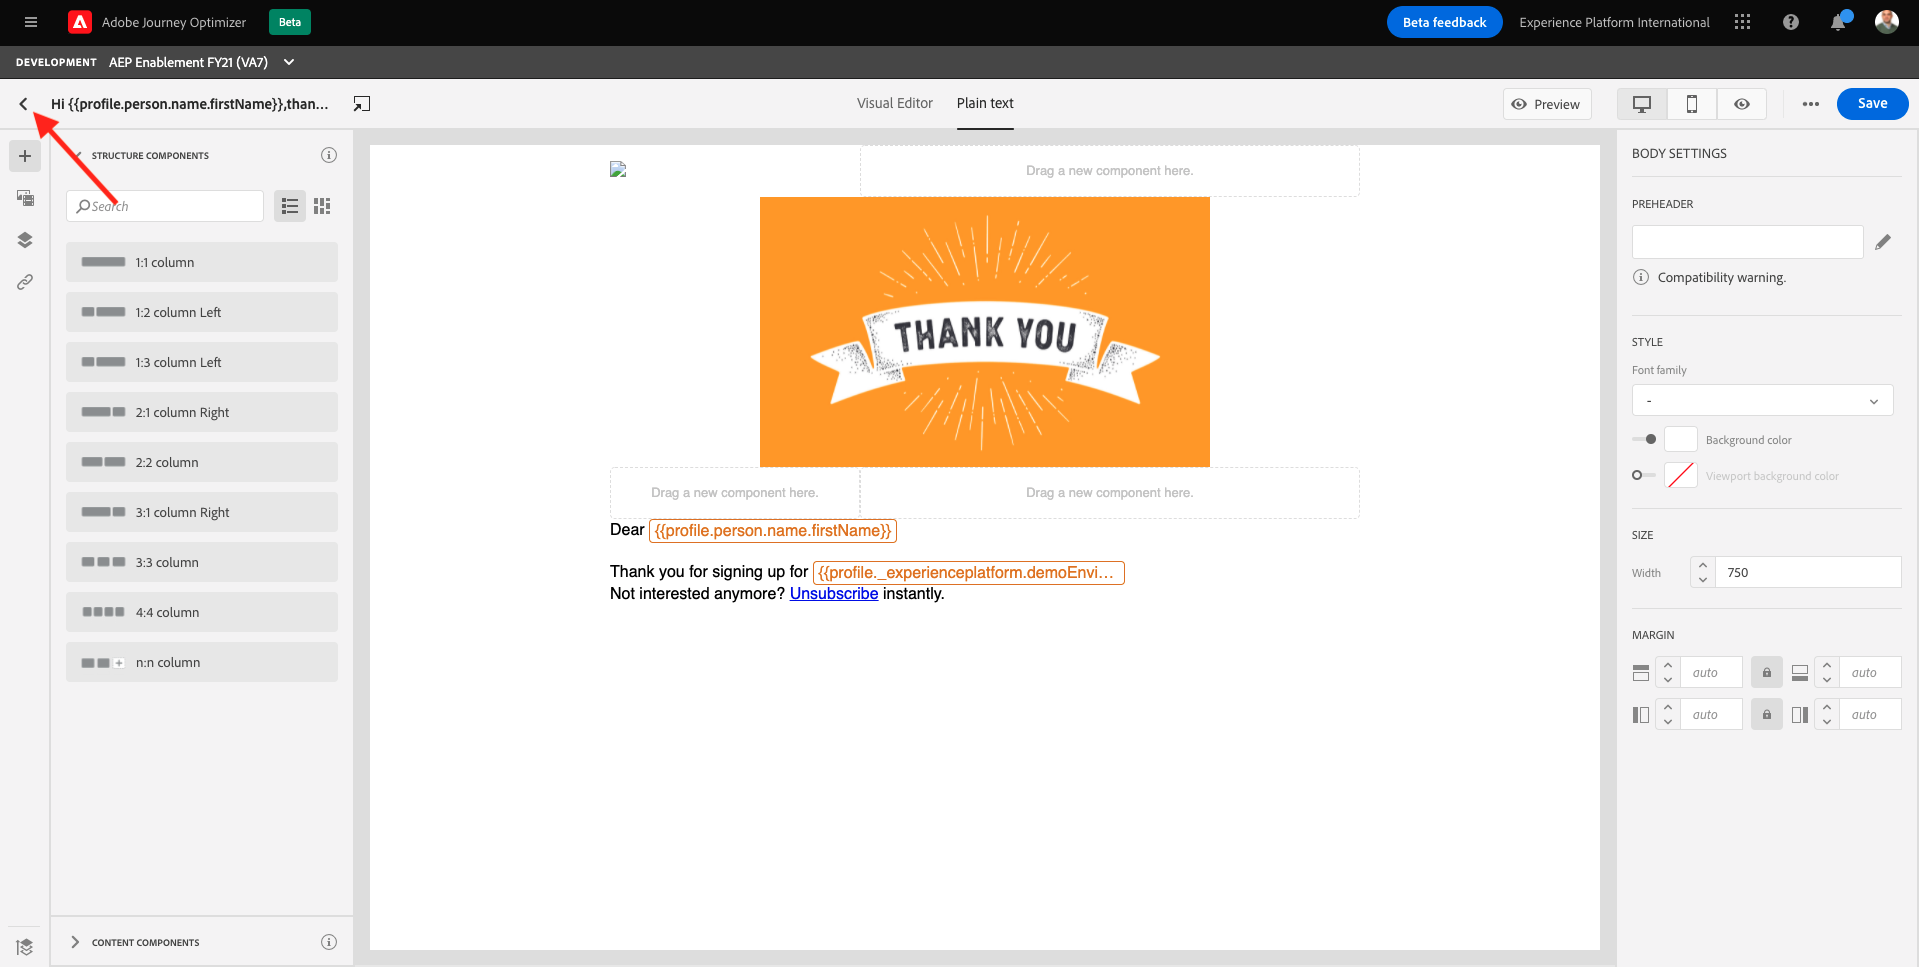 Adobe Journey Optimizer
Beta
Beta feedback
Experience Platform International
DEVELOPMENT
AEP Enablement FY21 (VA7)
Hi {{profile.person.name.firstName}},than...
Visual Editor
Plain text
Preview
Save
STRUCTURE COMPONENTS
Search
1:1 column
1:2 column Left
1:3 column Left
2:1 column Right
2:2 column
3:1 column Right
3:3 column
4:4 column
n:n column
CONTENT COMPONENTS
Drag a new component here.
THANK YOU
Drag a new component here.
Drag a new component here.
Dear {{profile.person.name.firstName}}
Thank you for signing up for {{profile._experienceplatform.demoEnvi...
Not interested anymore? Unsubscribe instantly.
BODY SETTINGS
PREHEADER
Compatibility warning.
STYLE
Font family
-
Background color
Viewport background color
SIZE
Width
750
MARGIN
auto
auto
auto
auto